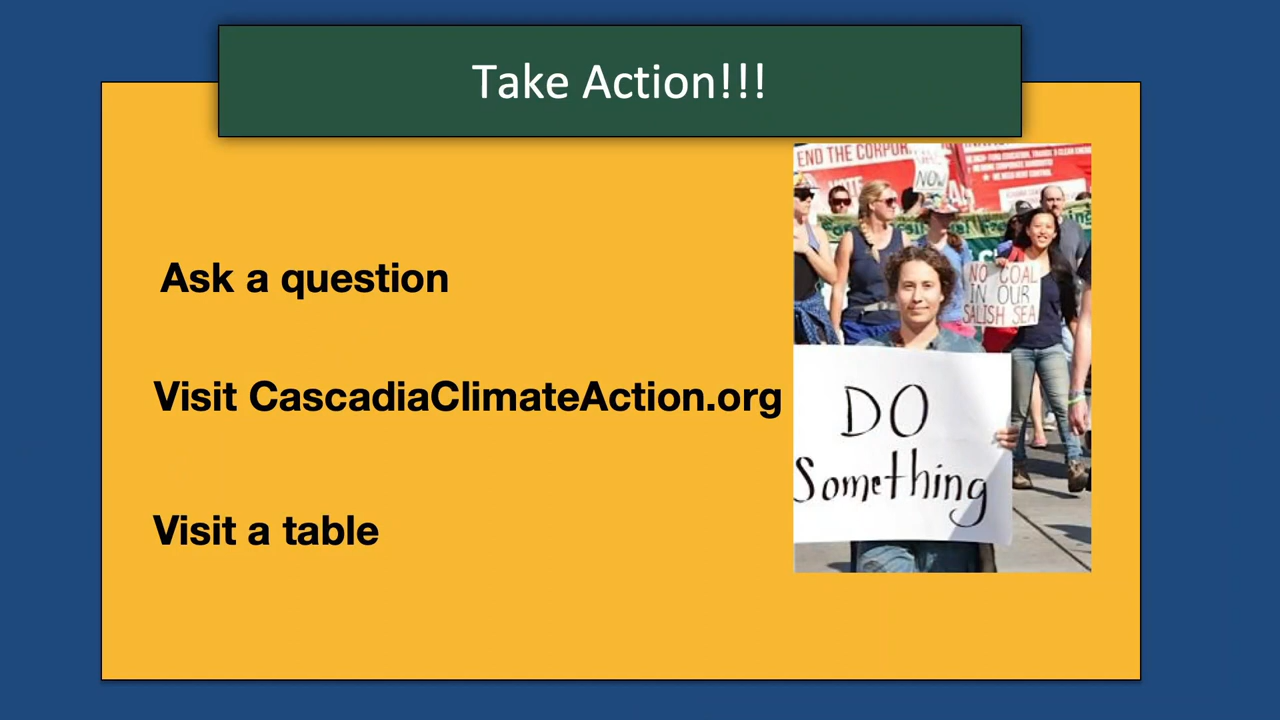 Take Action!!!
Ask a question
Visit CascadiaClimateAction.org
Visit a table
END THE CORPOR
NOW
NO COAL
IN OUR
SALISH SEA
DO
Something